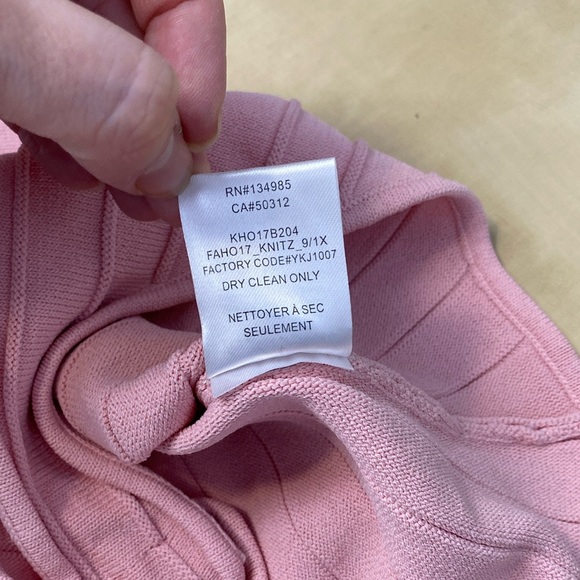 RN#134985
CA#50312
KHO17B204
FAHO17_KNITZ_9/1X
FACTORY CODE#YKJ1007
DRY CLEAN ONLY
NETTOYER À SEC
SEULEMENT